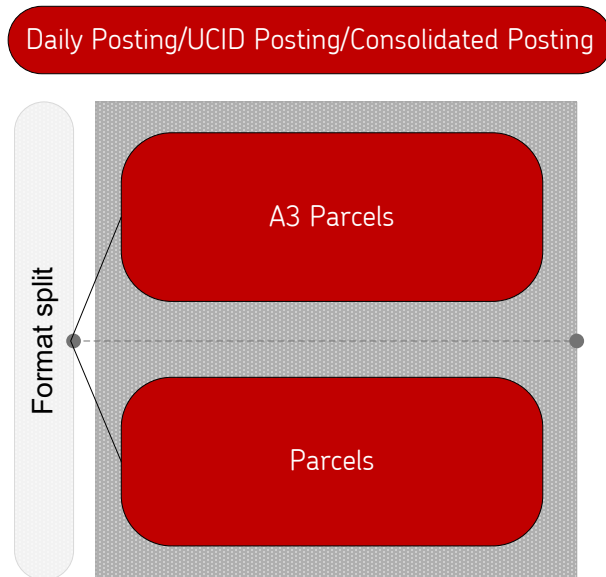 Daily Posting/UCID Posting/Consolidated Posting
Format split
A3 Parcels
Parcels